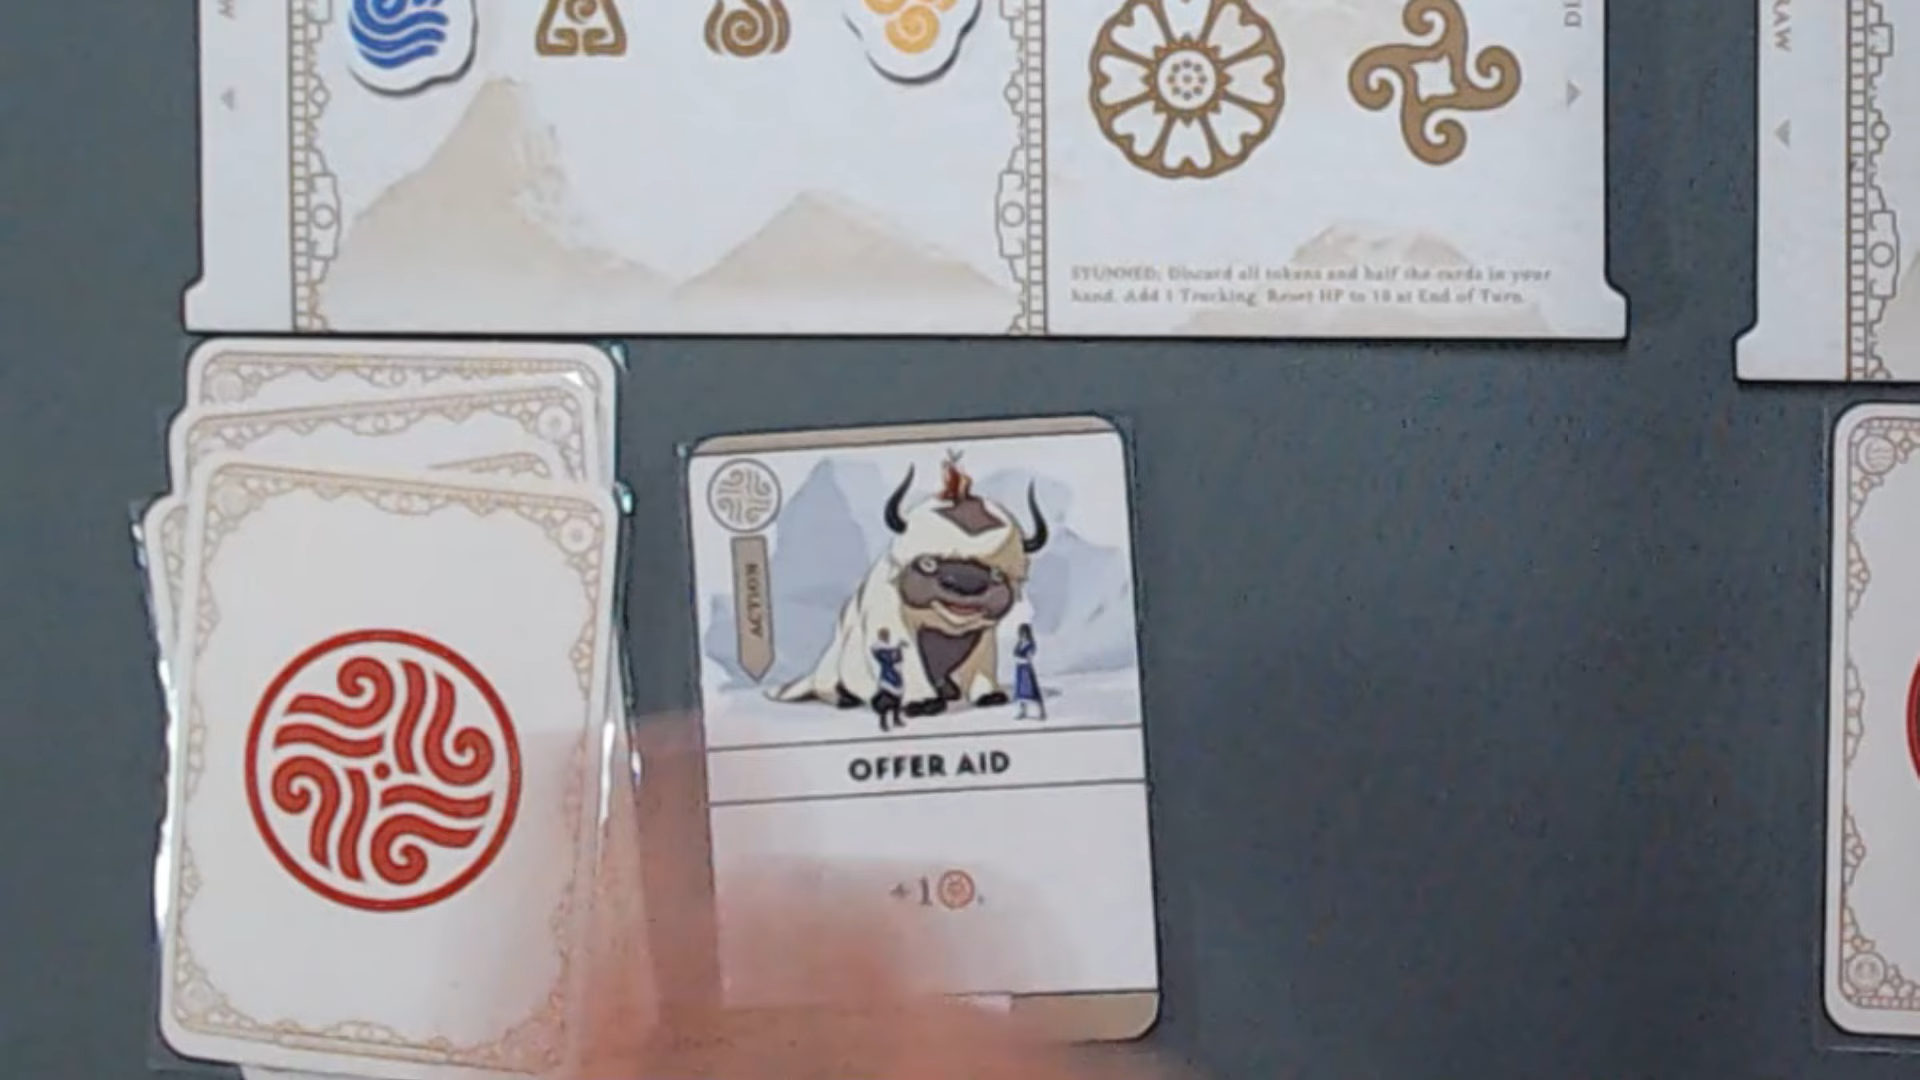 STUNNED: Discard all tokens and half the cards in your
hand. Add 1 Trucking. Reset HP to 10 at End of Turn.
ACTION
OFFER AID
+1